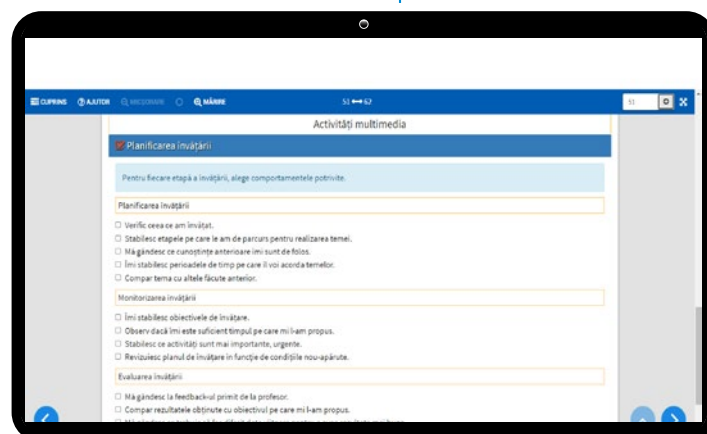 CUPRINS AJUTOR MICȘORARE MĂRIRE 51 62 51
Activități multimedia
Planificarea învățării
Pentru fiecare etapă a învățării, alege comportamentele potrivite.
Planificarea învățării
Verific ceea ce am învățat.
Stabilesc etapele pe care le am de parcurs pentru realizarea temei.
Mă gândesc ce cunoștințe anterioare îmi sunt de folos.
Îmi stabilesc perioadele de timp pe care îl voi acorda temelor.
Compar tema cu altele făcute anterior.
Monitorizarea învățării
Îmi stabilesc obiectivele de învățare.
Observ dacă îmi este suficient timpul pe care mi l-am propus.
Stabilesc ce activități sunt mai importante, urgente.
Revizuiesc planul de învățare în funcție de condițiile nou-apărute.
Evaluarea învățării
Mă gândesc la feedback-ul primit de la profesor.
Compar rezultatele obținute cu obiectivul pe care mi l-am propus.